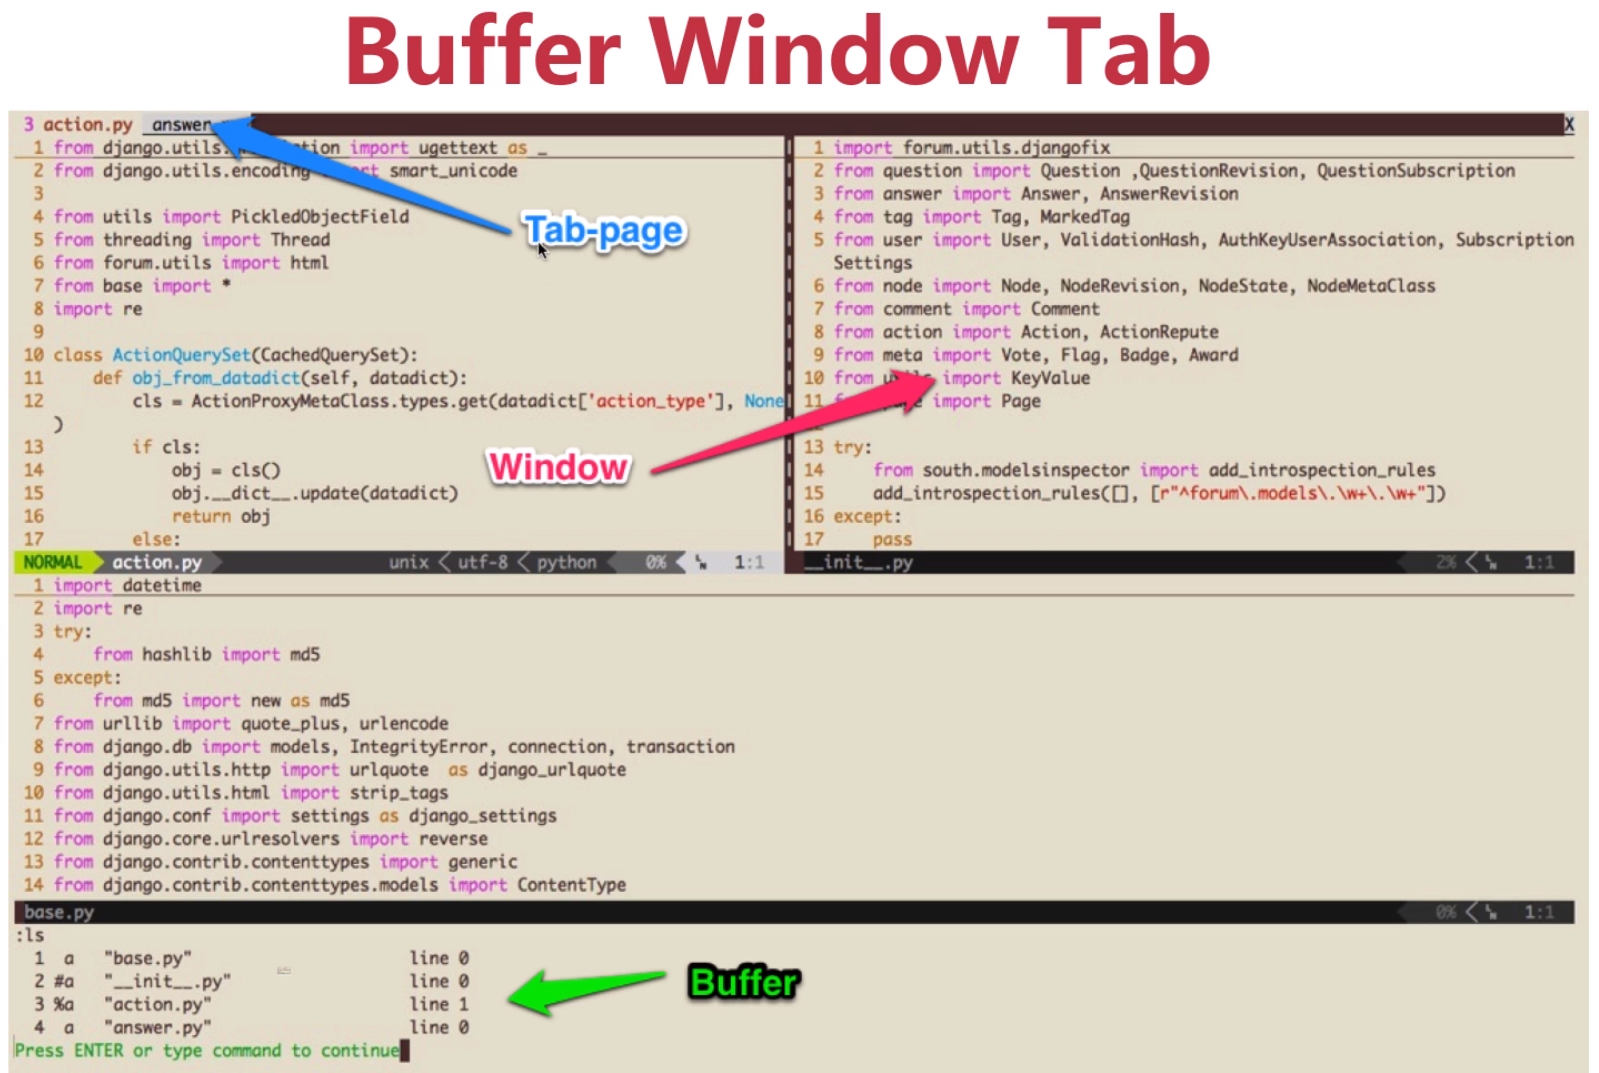 Buffer Window Tab
3 action.py answer X
1 from django.utils. import ugettext as _
2 from django.utils.encoding smart_unicode
3
4 from utils import PickledObjectField
5 from threading import Thread
6 from forum.utils import html
7 from base import *
8 import re
9
10 class ActionQuerySet(CachedQuerySet):
11 def obj_from_datadict(self, datadict):
12 cls = ActionProxyMetaClass.types.get(datadict['action_type'], None
)
13 if cls:
14 obj = cls()
15 obj.__dict__.update(datadict)
16 return obj
17 else:
NORMAL action.py unix utf-8 python 0% LN 1:1
Tab-page
Window
1 import forum.utils.djangofix
2 from question import Question ,QuestionRevision, QuestionSubscription
3 from answer import Answer, AnswerRevision
4 from tag import Tag, MarkedTag
5 from user import User, ValidationHash, AuthKeyUserAssociation, Subscription
Settings
6 from node import Node, NodeRevision, NodeState, NodeMetaClass
7 from comment import Comment
8 from action import Action, ActionRepute
9 from meta import Vote, Flag, Badge, Award
10 from import KeyValue
11 import Page
13 try:
14 from south.modelsinspector import add_introspection_rules
15 add_introspection_rules([], [r"^forum\.models\.\w+\.\w+"])
16 except:
17 pass
__init__.py 2% LN 1:1
1 import datetime
2 import re
3 try:
4 from hashlib import md5
5 except:
6 from md5 import new as md5
7 from urllib import quote_plus, urlencode
8 from django.db import models, IntegrityError, connection, transaction
9 from django.utils.http import urlquote as django_urlquote
10 from django.utils.html import strip_tags
11 from django.conf import settings as django_settings
12 from django.core.urlresolvers import reverse
13 from django.contrib.contenttypes import generic
14 from django.contrib.contenttypes.models import ContentType
base.py 0% LN 1:1
:ls
1 a "base.py" line 0
2 #a "__init__.py" line 0
3 %a "action.py" line 1
4 a "answer.py" line 0
Buffer
Press ENTER or type command to continue